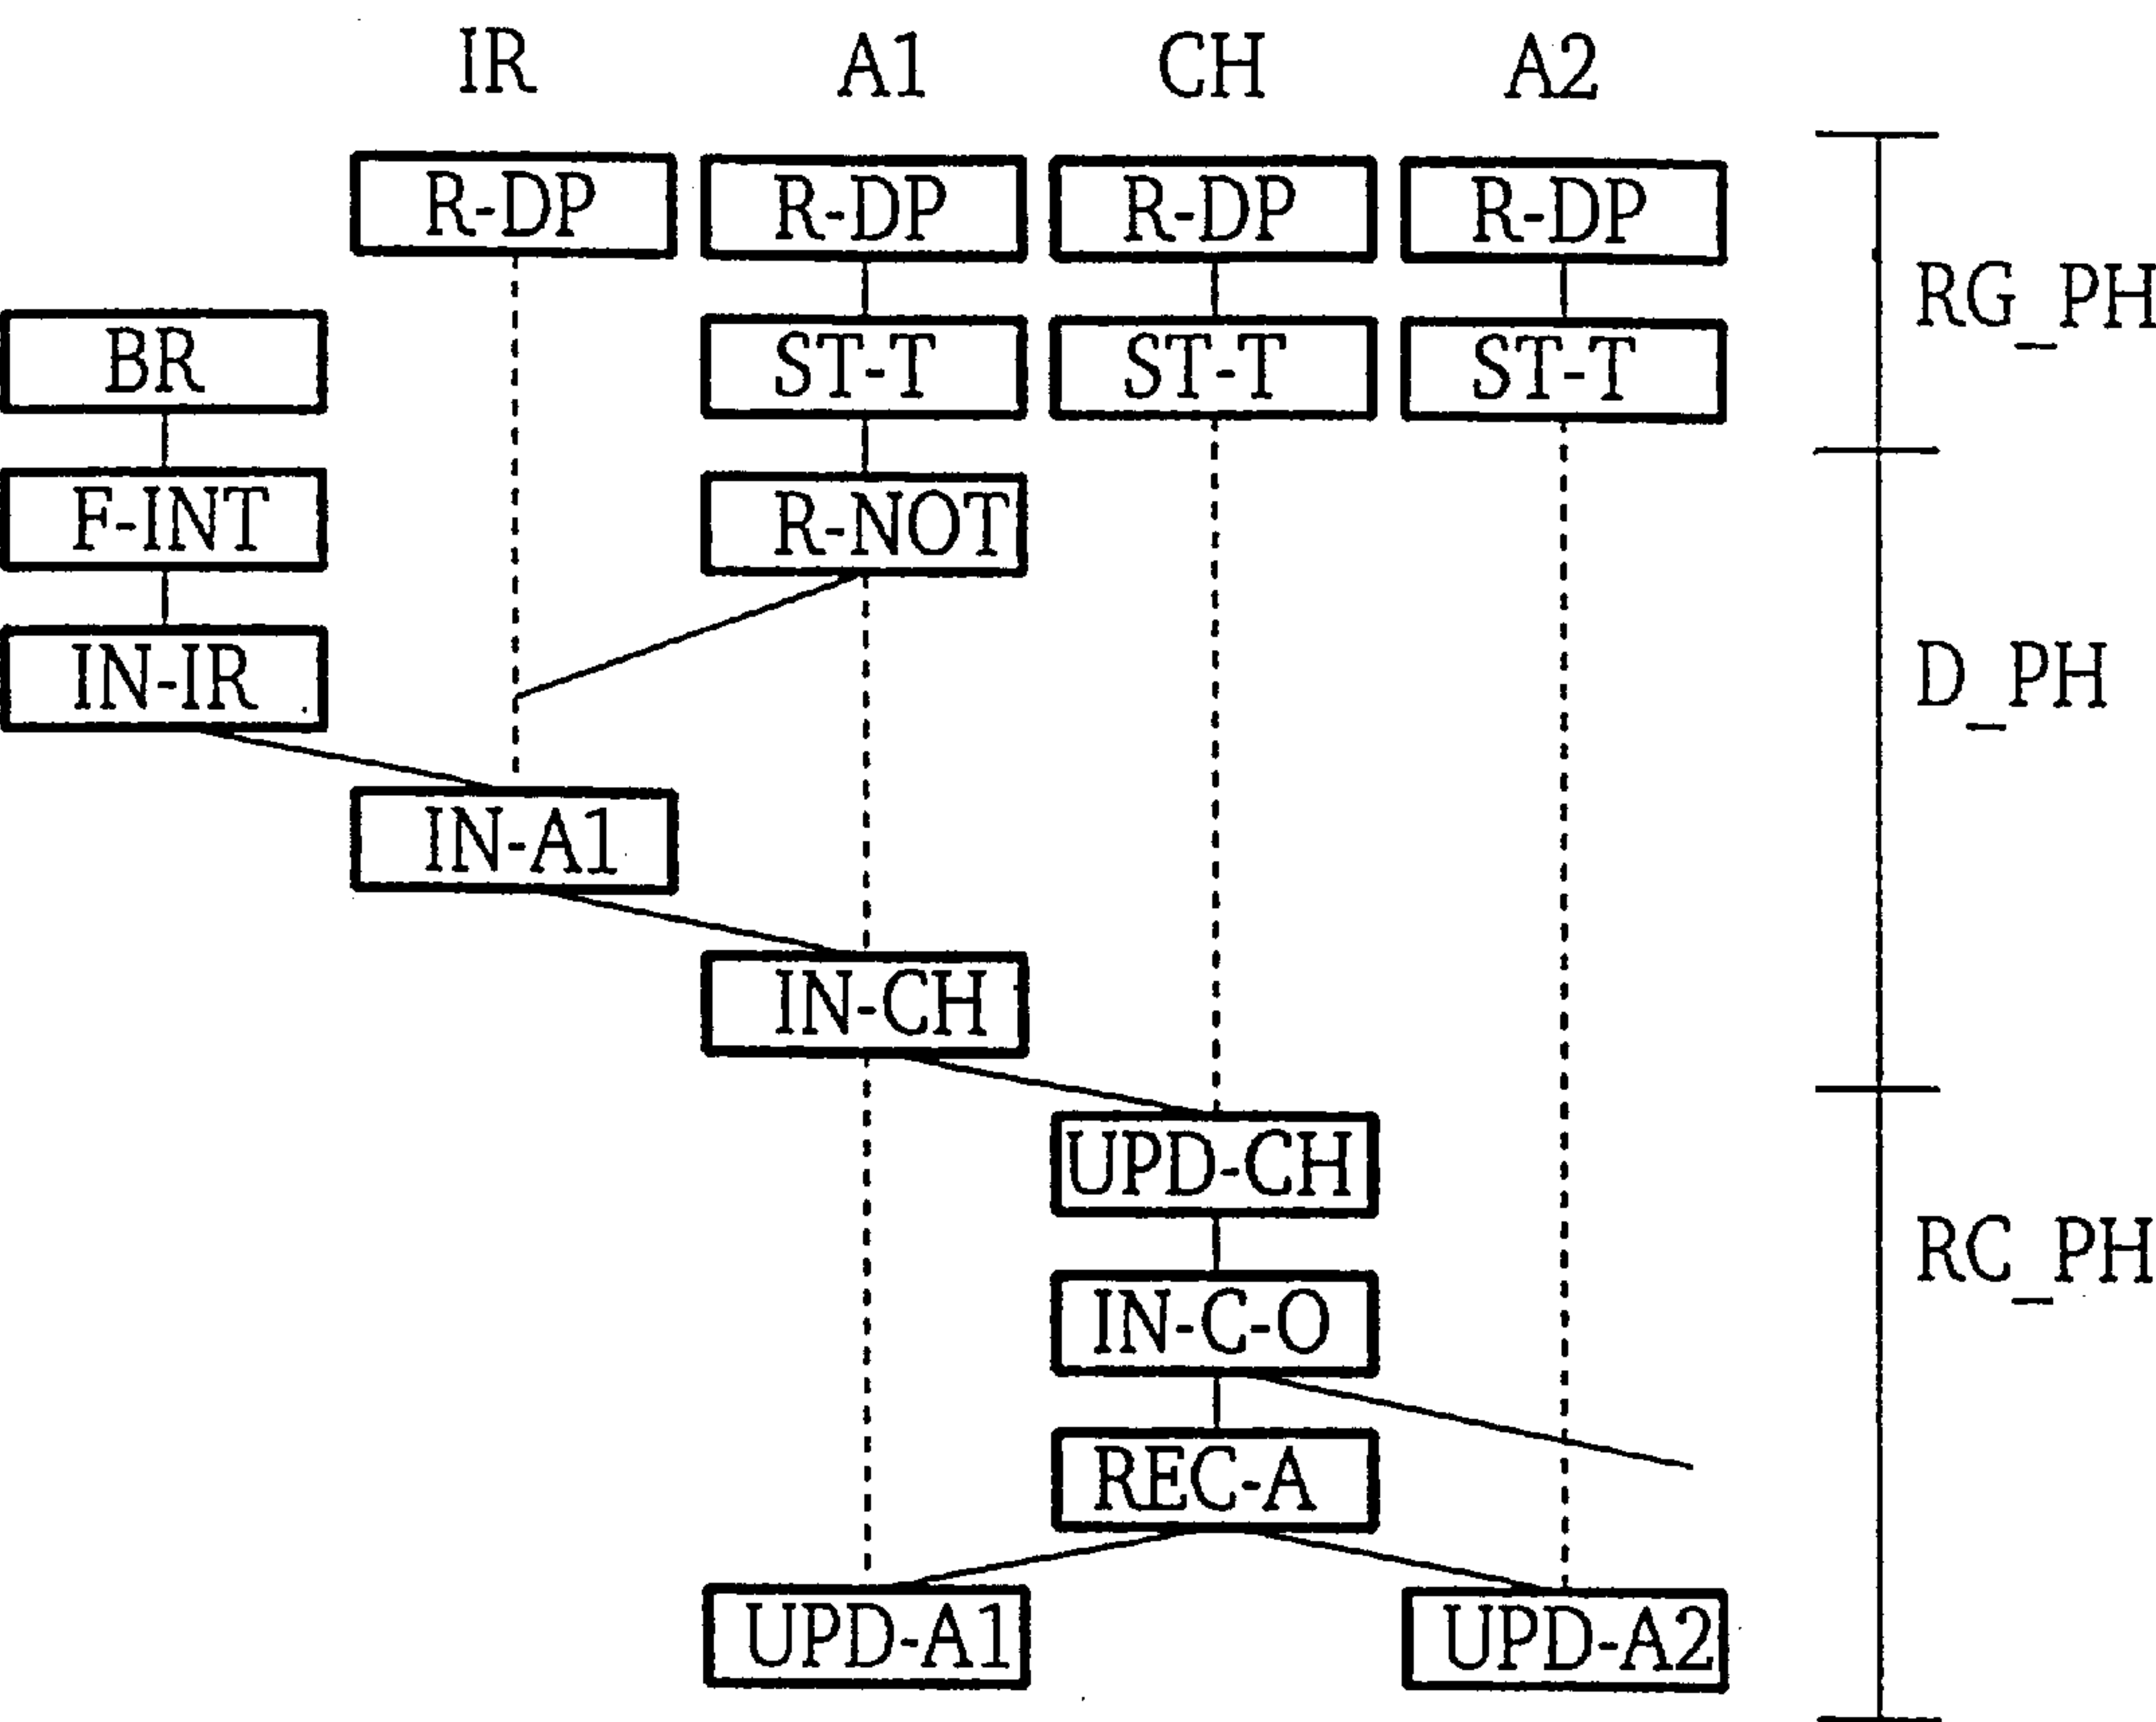 IR A1 CH A2
R-DP R-DP R-DP R-DP
RG_PH
BR ST-T ST-T ST-T
F-INT R-NOT
IN-IR D_PH
IN-A1
IN-CH
UPD-CH
RC_PH
IN-C-O
REC-A
UPD-A1 UPD-A2